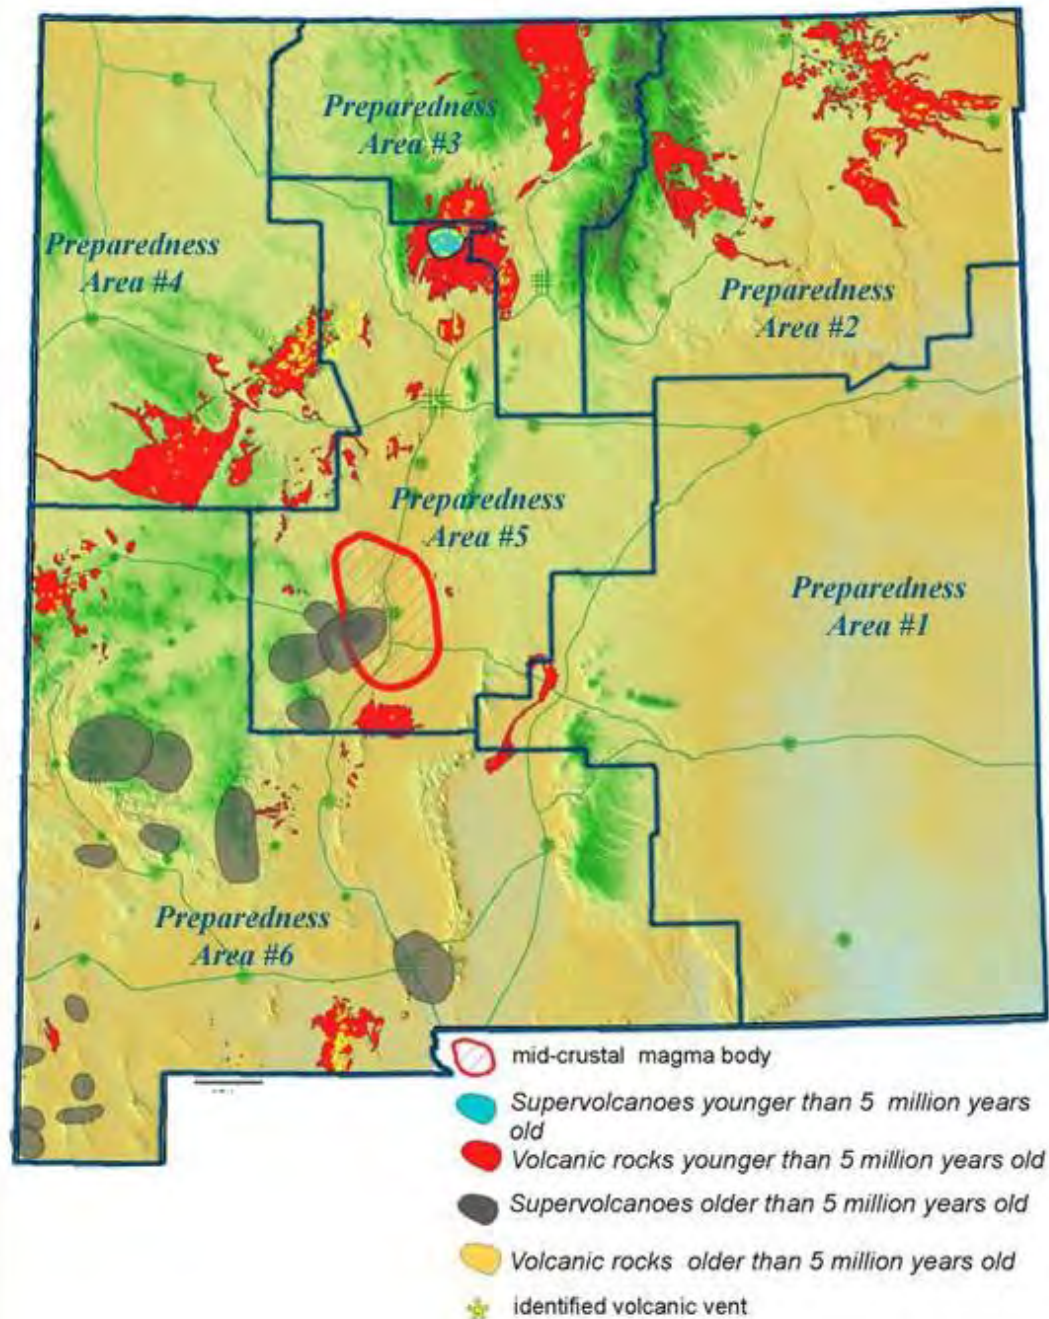 Preparedness
Area #3
Preparedness
Area #4
Preparedness
Area #2
Preparedness
Area #5
Preparedness
Area #1
Preparedness
Area #6
mid-crustal magma body
Supervolcanoes younger than 5 million years
old
Volcanic rocks younger than 5 million years old
Supervolcanoes older than 5 million years old
Volcanic rocks older than 5 million years old
identified volcanic vent